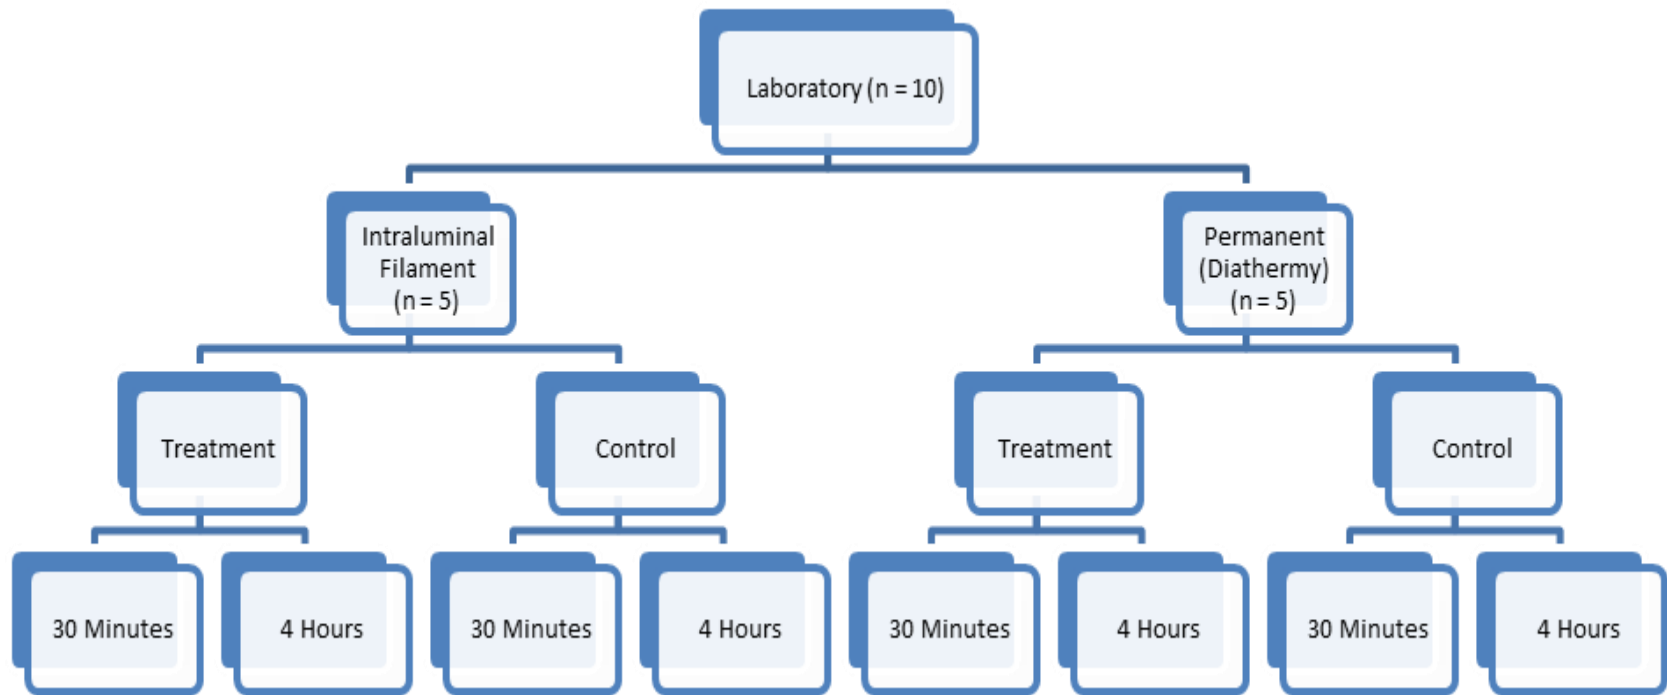 Laboratory (n = 10)
Intraluminal
Filament
(n = 5)
Permanent
(Diathermy)
(n = 5)
Treatment
Control
Treatment
Control
30 Minutes
4 Hours
30 Minutes
4 Hours
30 Minutes
4 Hours
30 Minutes
4 Hours